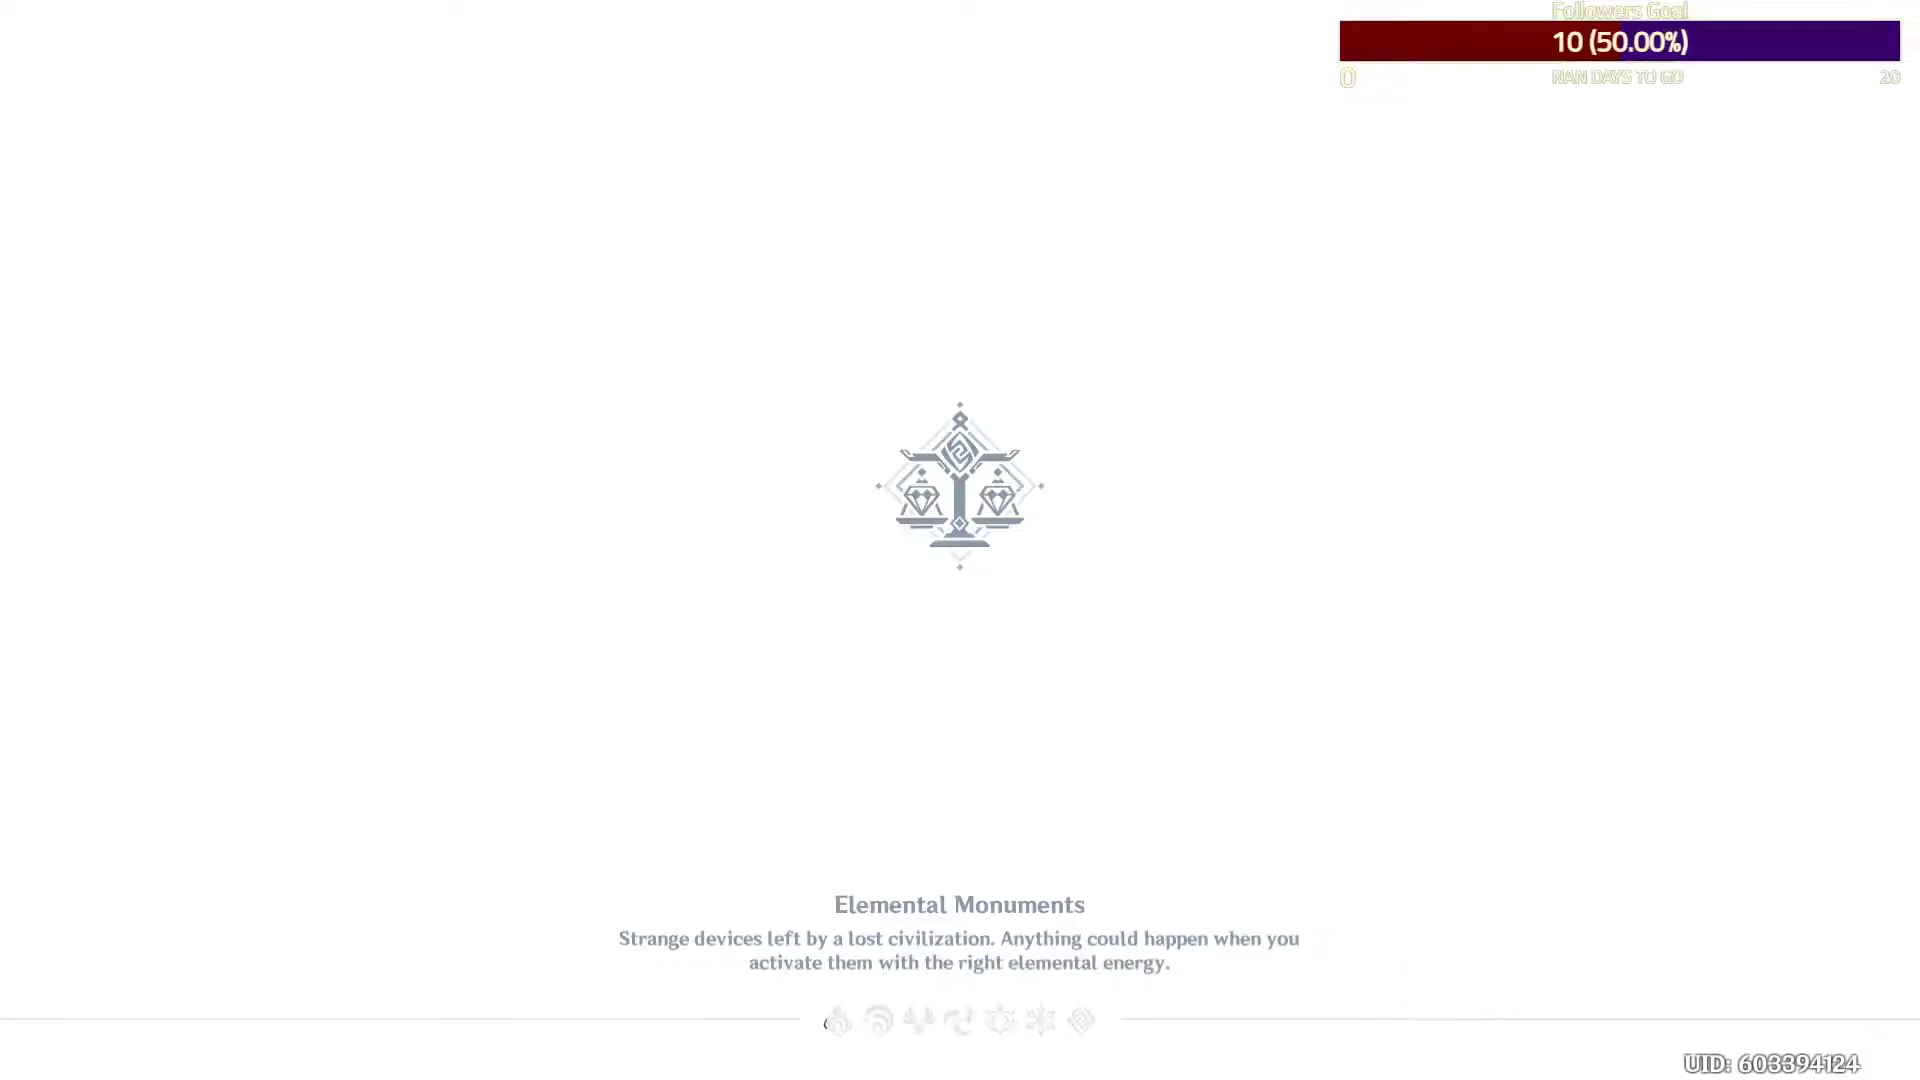 Followers Goal
10 (50.00%)
0 NAN DAYS TO GO 20
Elemental Monuments
Strange devices left by a lost civilization. Anything could happen when you
activate them with the right elemental energy.
UID: 603394124